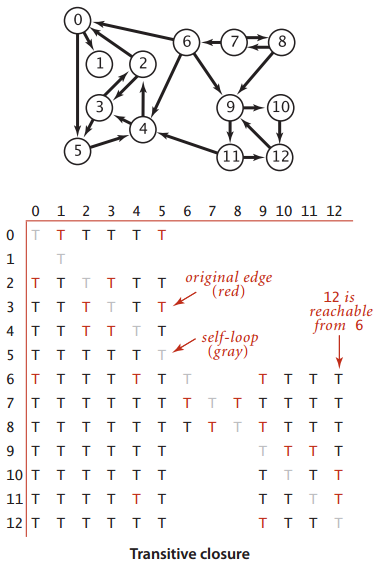 0
6 7 8
1 2
3 9 10
4
5 11 12
0 1 2 3 4 5 6 7 8 9 10 11 12
0 T T T T T T
1 T
2 T T T T T T
3 T T T T T T
4 T T T T T T
5 T T T T T T
6 T T T T T T T T T T T
7 T T T T T T T T T T T T T
8 T T T T T T T T T T T T T
9 T T T T T T T T T T
10 T T T T T T T T T T
11 T T T T T T T T T T
12 T T T T T T T T T T
original edge
(red)
self-loop
(gray)
12 is
reachable
from 6
Transitive closure